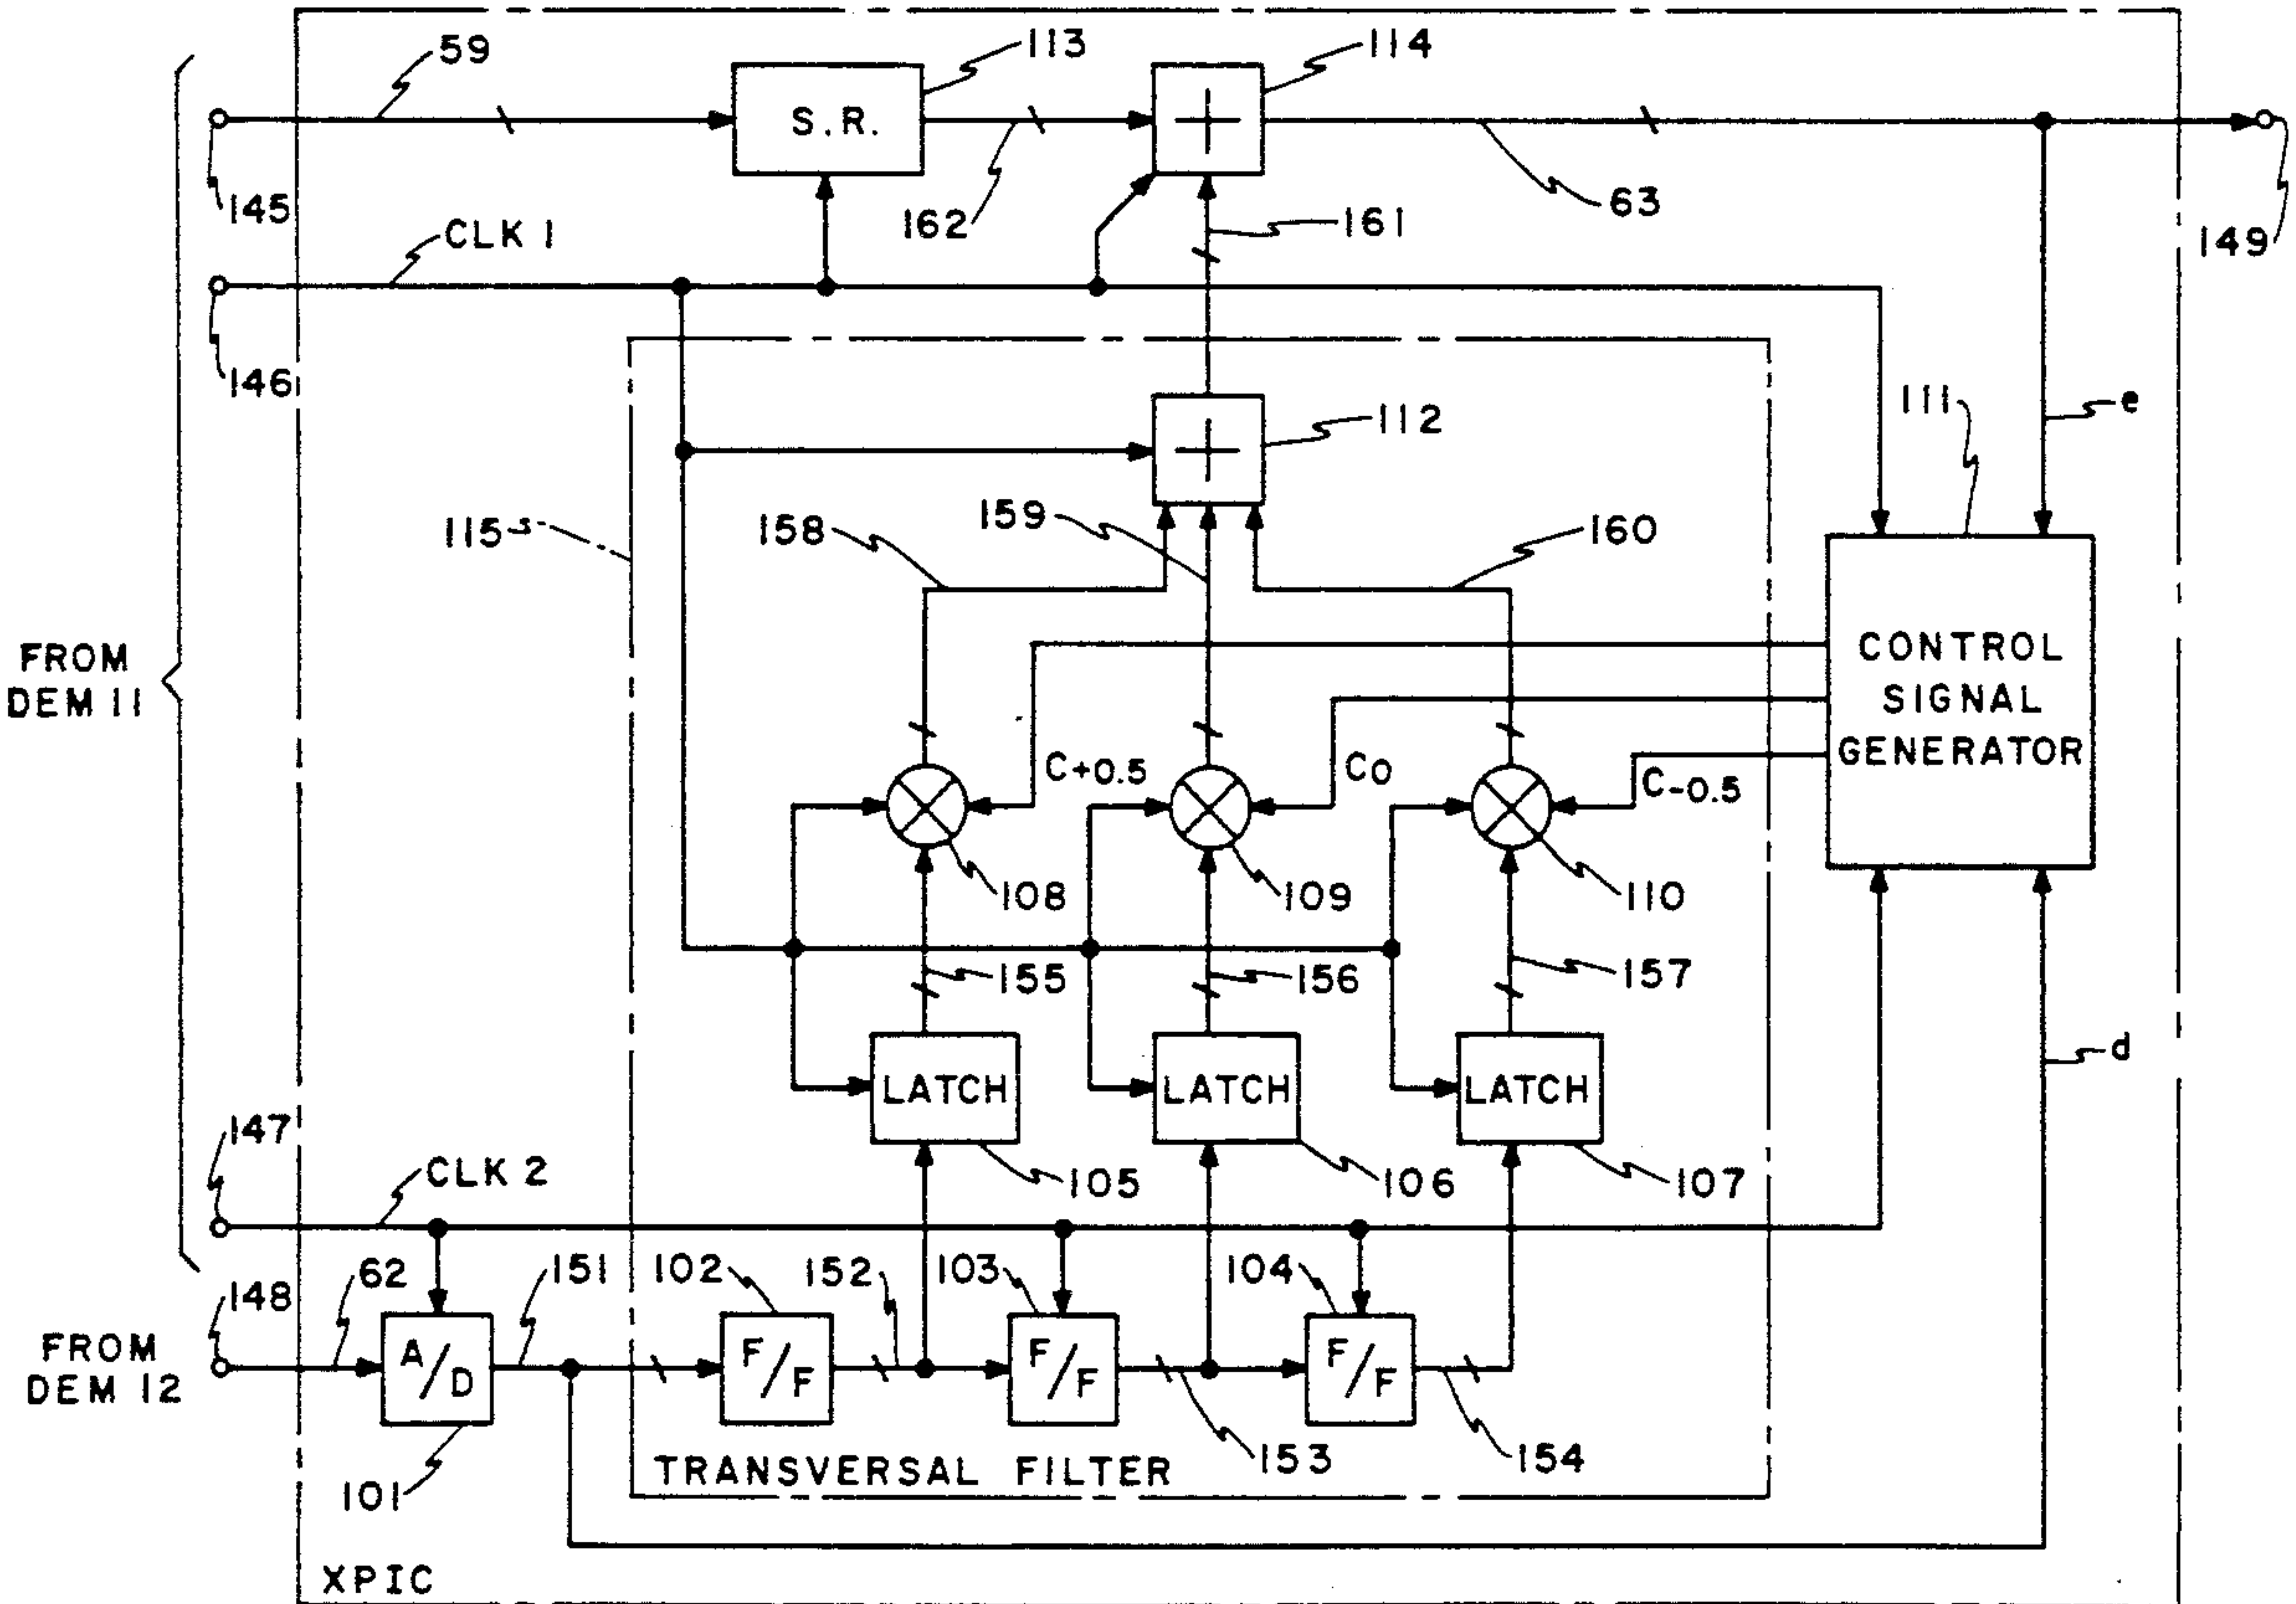 59
113
114
S.R.
+
145
162
161
63
149
CLK 1
146
112
+
111
e
115
158
159
160
FROM
DEM 11
CONTROL
SIGNAL
GENERATOR
C+0.5
C0
C-0.5
108
109
110
155
156
157
d
LATCH
LATCH
LATCH
147
CLK 2
105
106
107
148
62
151
102
152
103
104
FROM
DEM 12
A/D
F/F
F/F
F/F
101
TRANSVERSAL FILTER
153
154
XPIC